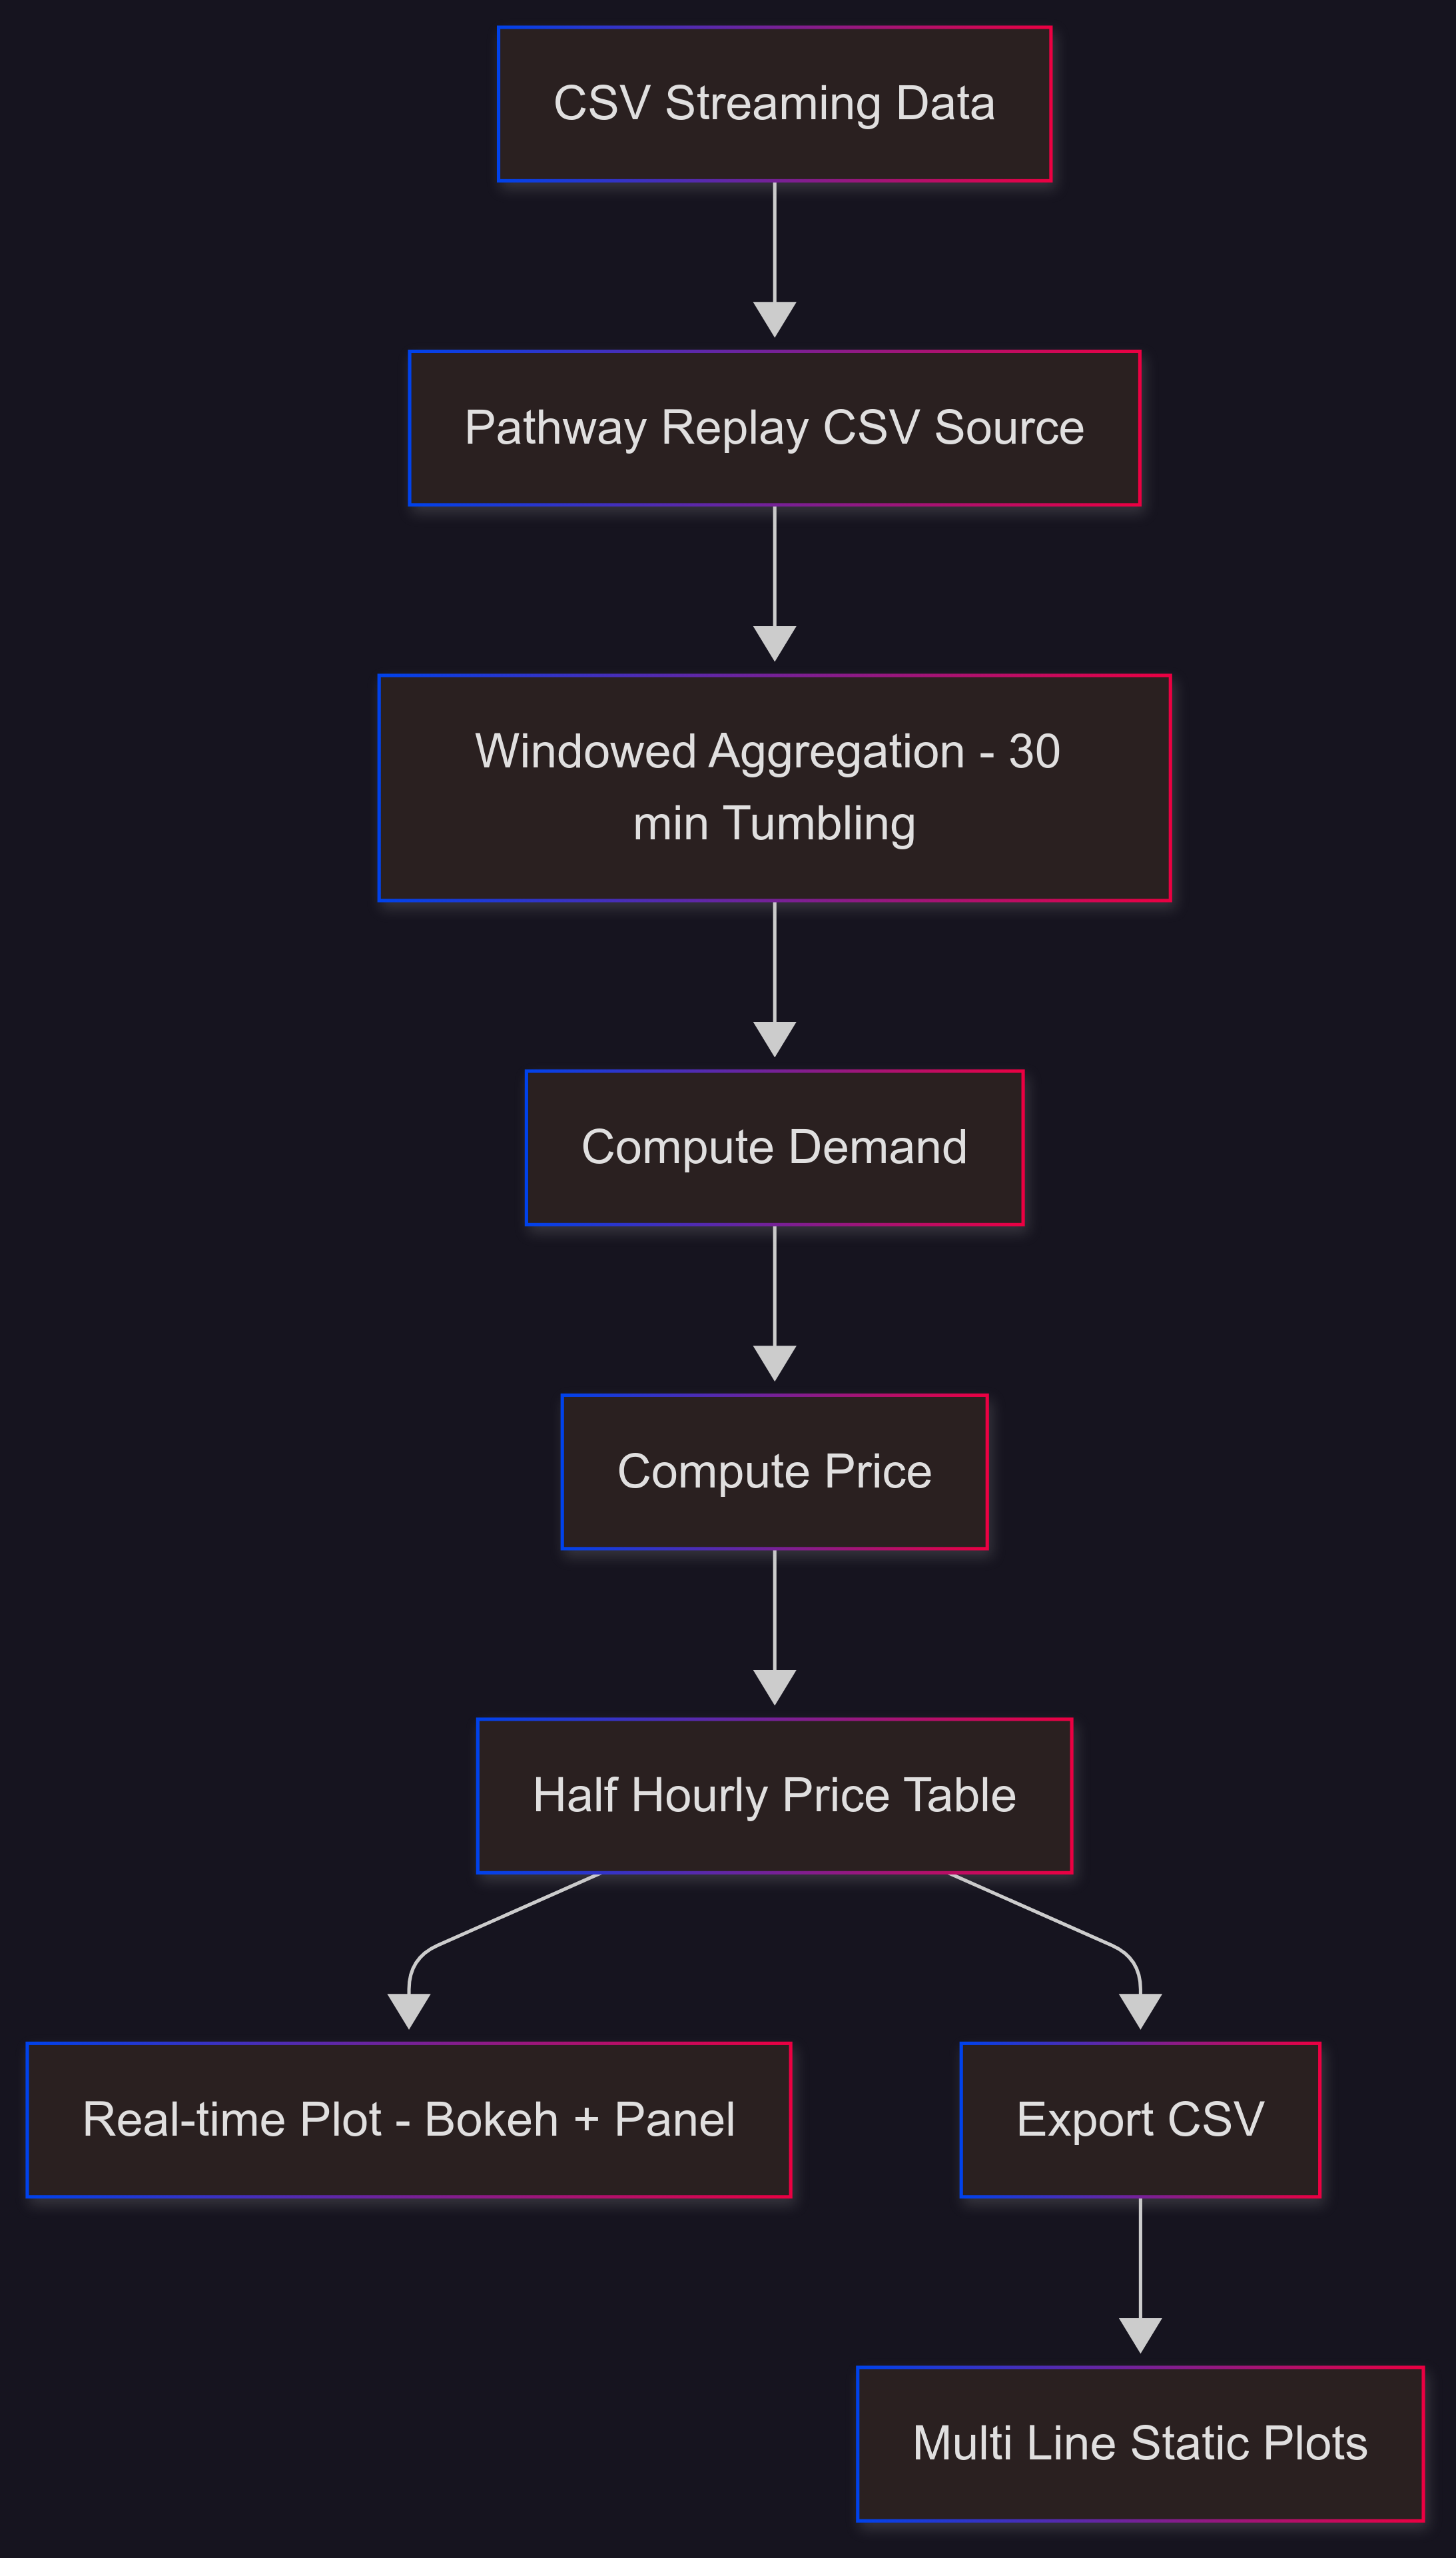 CSV Streaming Data
Pathway Replay CSV Source
Windowed Aggregation - 30
min Tumbling
Compute Demand
Compute Price
Half Hourly Price Table
Real-time Plot - Bokeh + Panel
Export CSV
Multi Line Static Plots